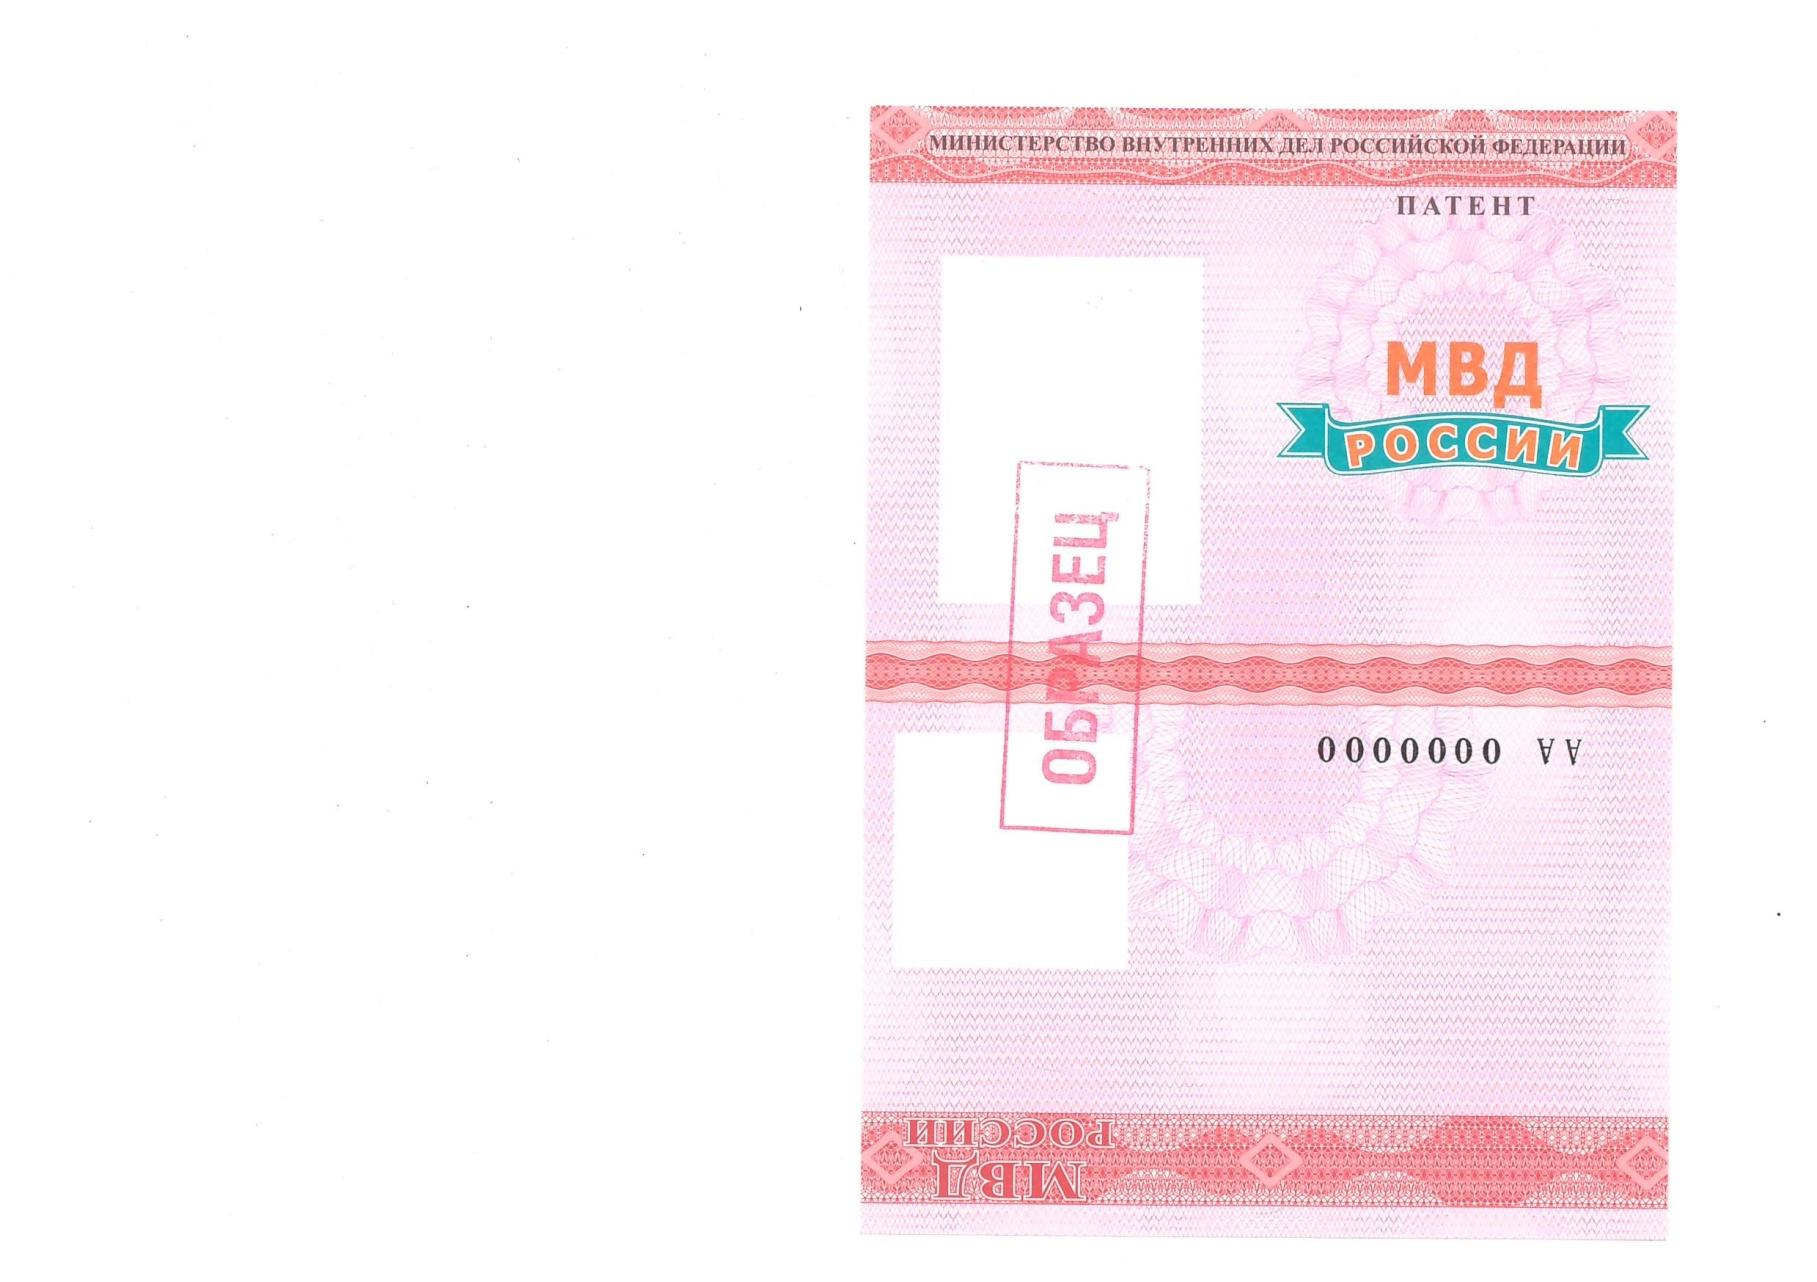 МИНИСТЕРСТВО ВНУТРЕННИХ ДЕЛ РОССИЙСКОЙ ФЕДЕРАЦИИ
ПАТЕНТ
МВД
РОССИИ
ОБРАЗЕЦ
АА 0000000
МВД
РОССИИ